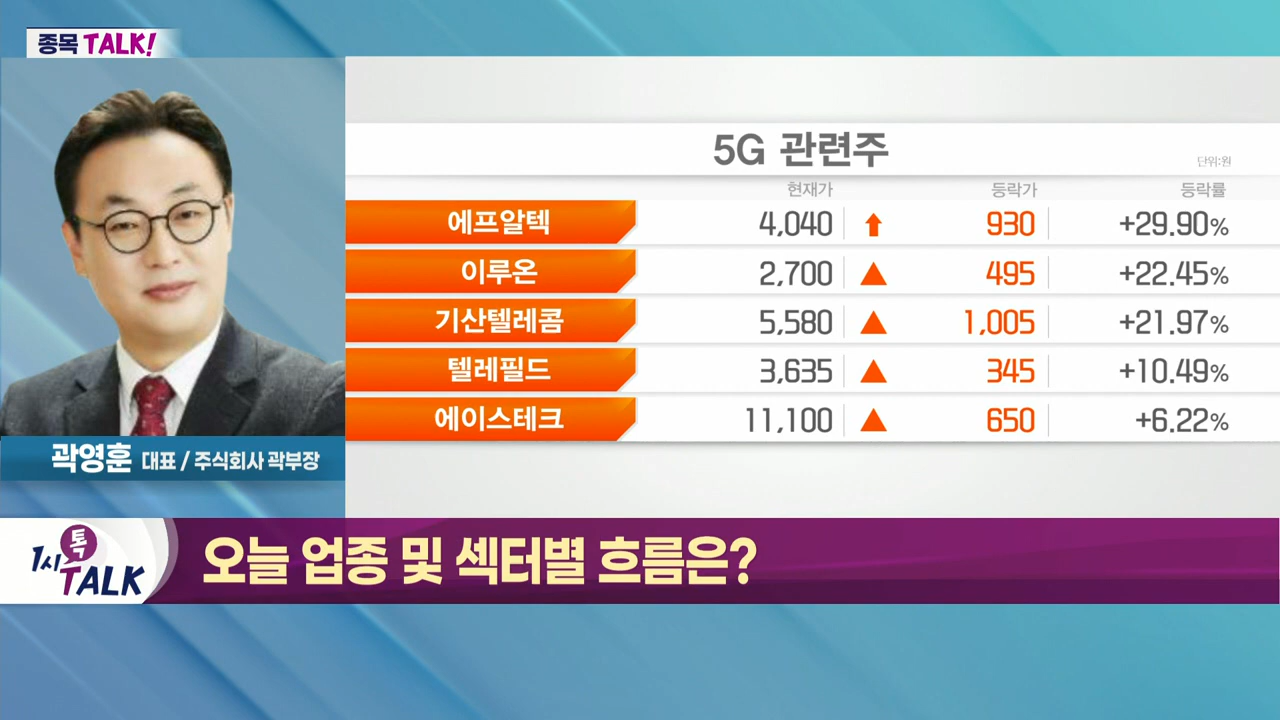 종목 TALK!
5G 관련주
단위:원
현재가 등락가 등락률
에프알텍 4,040 930 +29.90%
이루온 2,700 ▲ 495 +22.45%
기산텔레콤 5,580 ▲ 1,005 +21.97%
텔레필드 3,635 ▲ 345 +10.49%
에이스테크 11,100 ▲ 650 +6.22%
곽영훈 대표 / 주식회사 곽부장
1시 톡 TALK
오늘 업종 및 섹터별 흐름은?